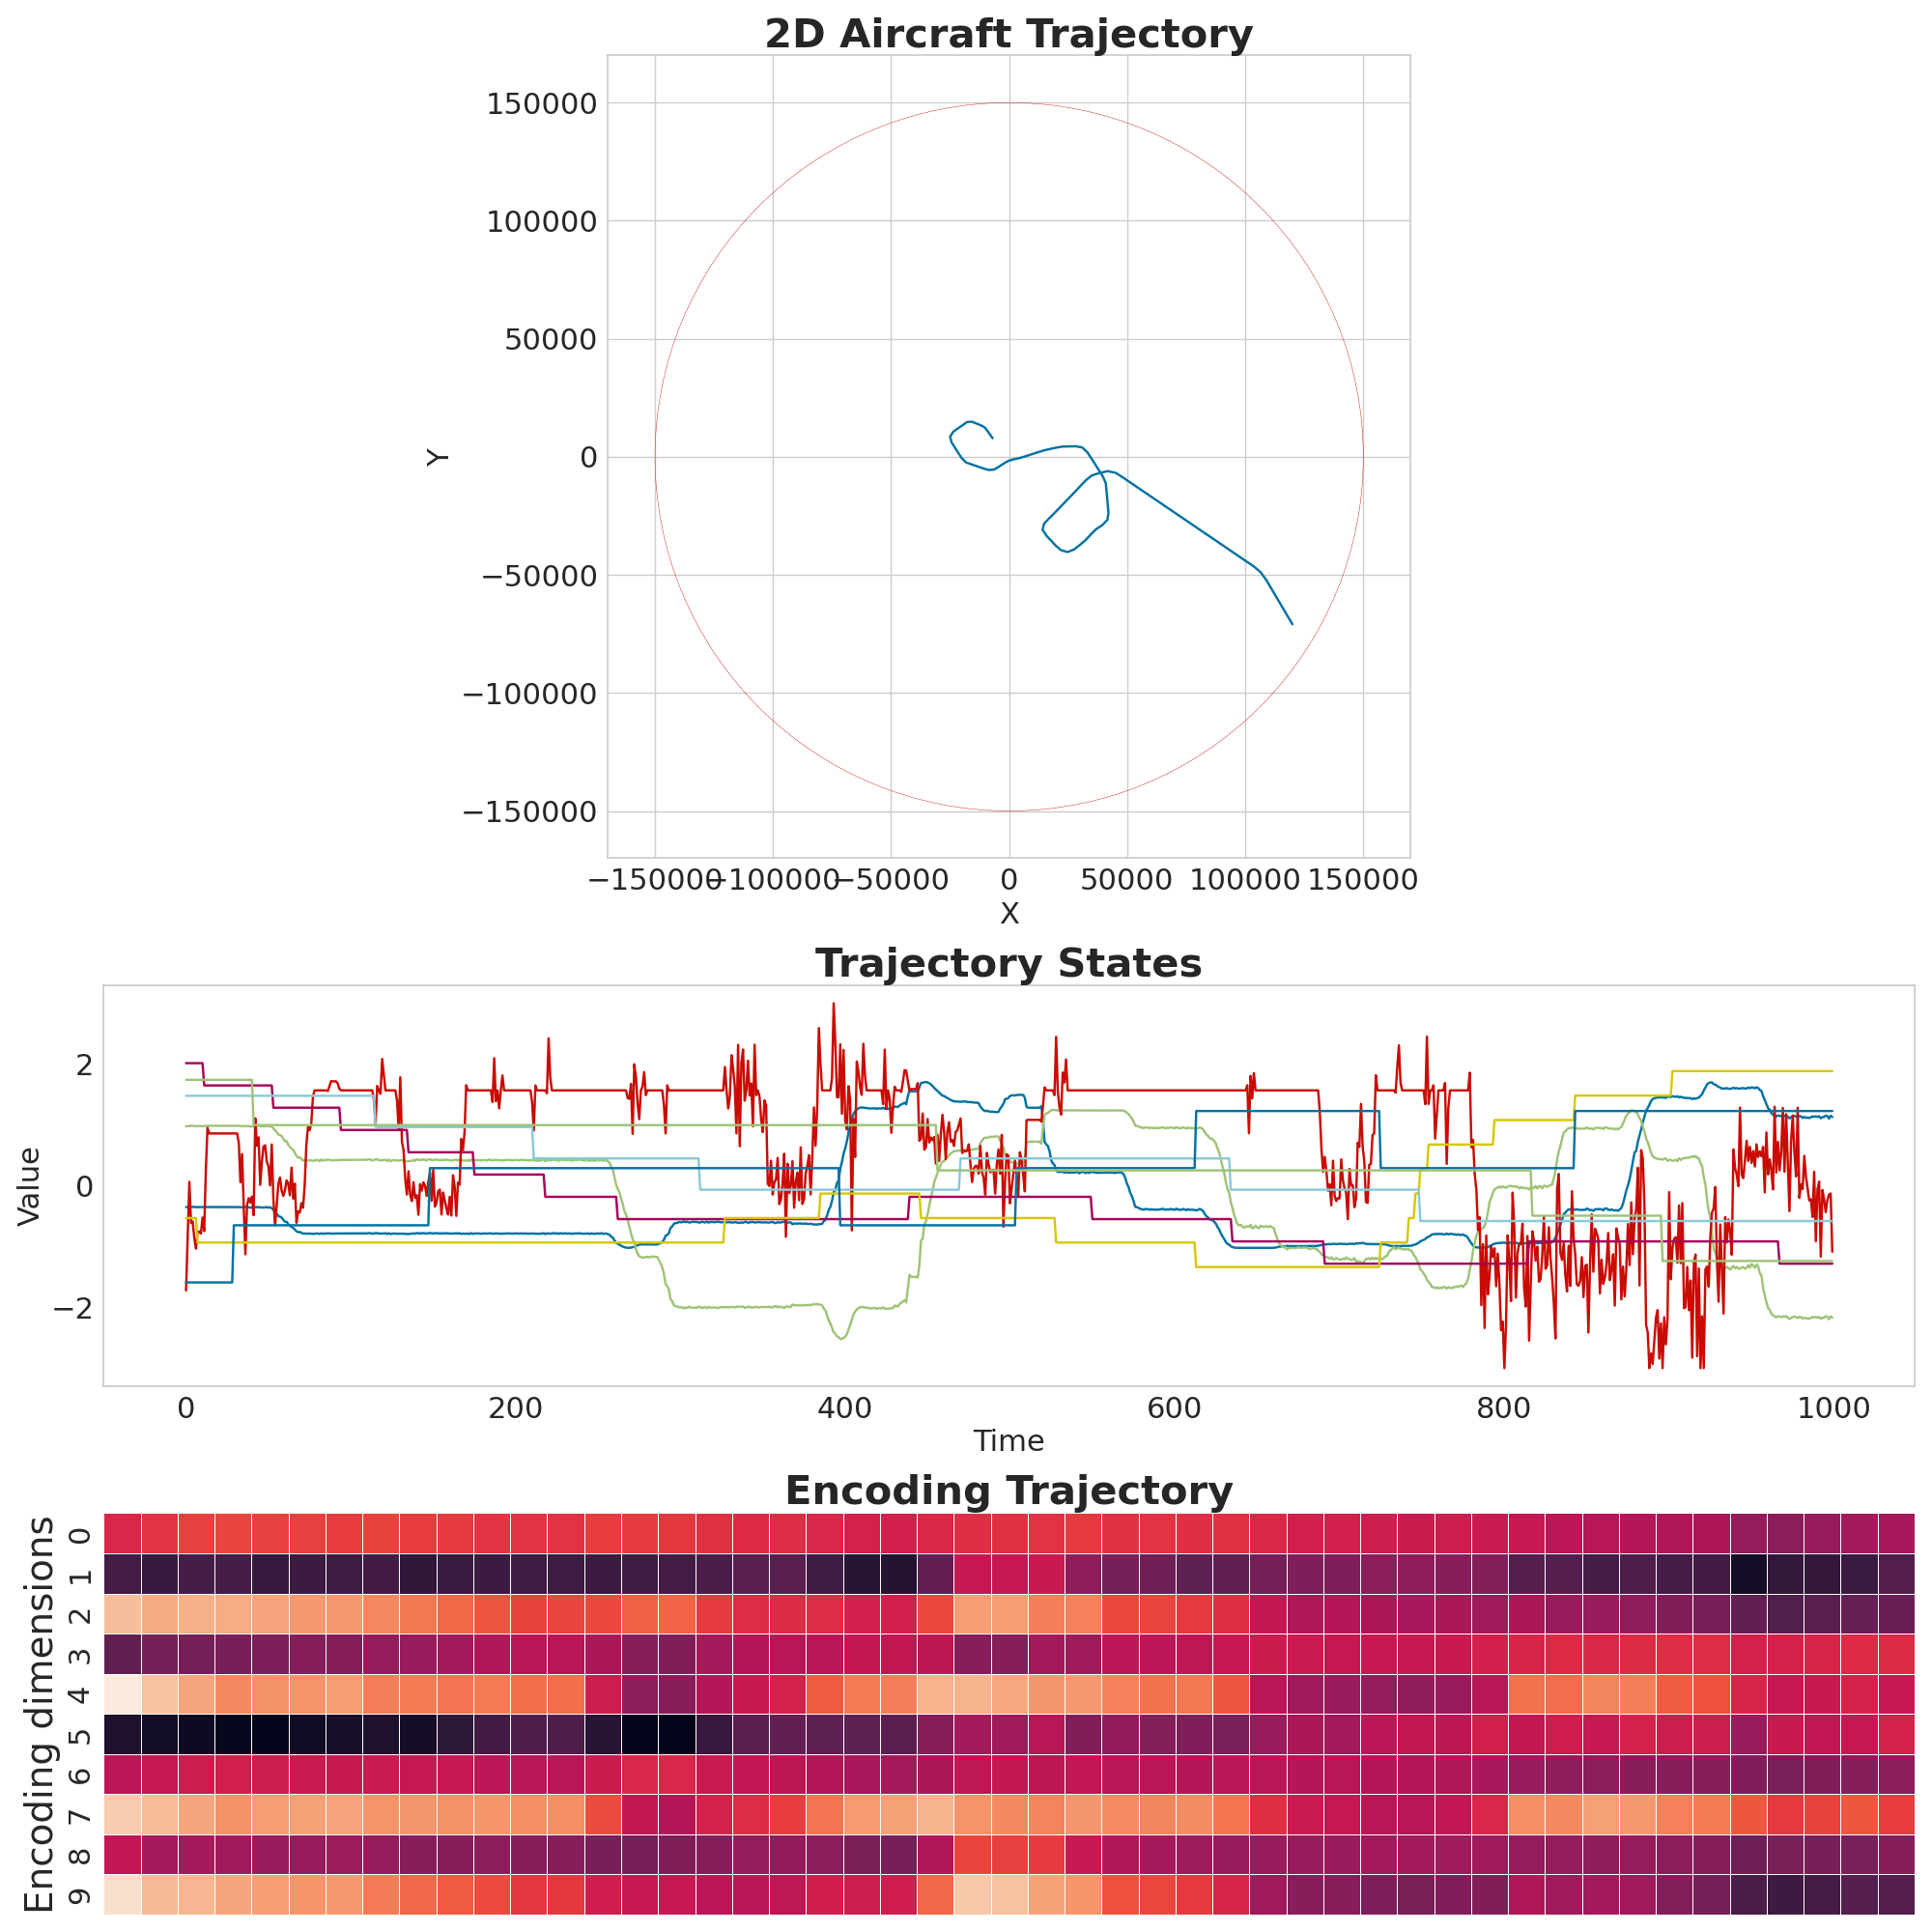 2D Aircraft Trajectory
150000
100000
50000
0
−50000
−100000
−150000
Y
−150000 −100000 −50000 0 50000 100000 150000
X
Trajectory States
2
0
−2
Value
0 200 400 600 800 1000
Time
Encoding Trajectory
0
1
2
3
4
5
6
7
8
9
Encoding dimensions